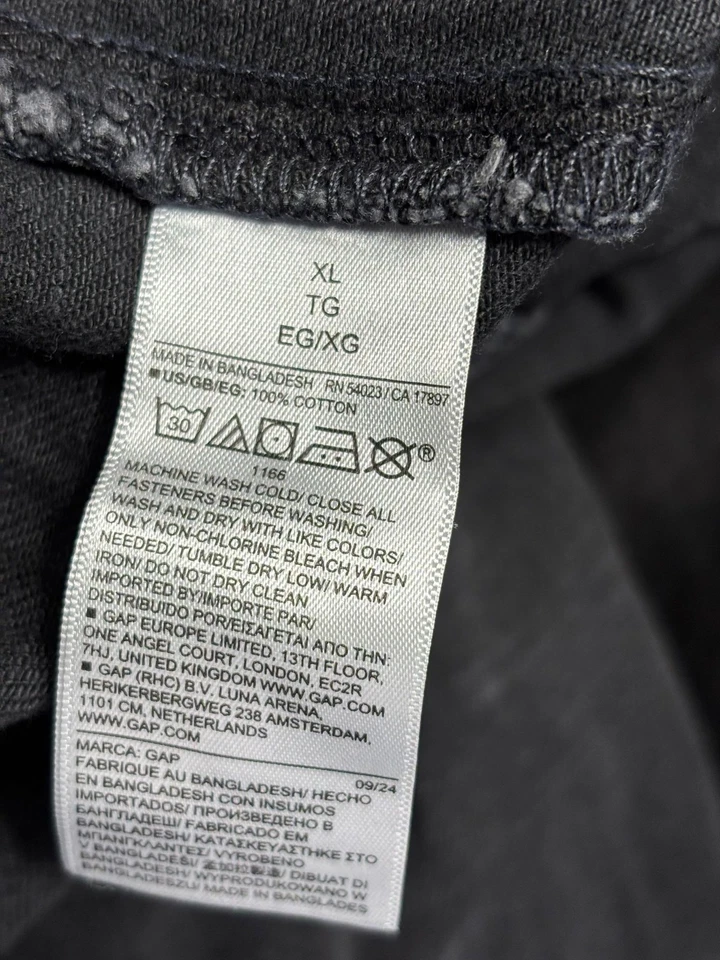 XL
TG
EG/XG
MADE IN BANGLADESH RN 54023 / CA 17897
■ US/GB/EG: 100% COTTON
30
®
1166
MACHINE WASH COLD/ CLOSE ALL
FASTENERS BEFORE WASHING/
WASH AND DRY WITH LIKE COLORS/
ONLY NON-CHLORINE BLEACH WHEN
NEEDED/ TUMBLE DRY LOW/ WARM
IRON/ DO NOT DRY CLEAN
IMPORTED BY/IMPORTE PAR/
DISTRIBUIDO POR/ΕΙΣΑΓΕΤΑΙ ΑΠΟ ΤΗΝ:
■ GAP EUROPE LIMITED, 13TH FLOOR,
ONE ANGEL COURT, LONDON, EC2R
7HJ, UNITED KINGDOM WWW.GAP.COM
■ GAP (RHC) B.V. LUNA ARENA,
HERIKERBERGWEG 238 AMSTERDAM,
1101 CM, NETHERLANDS
WWW.GAP.COM
MARCA: GAP 09/24
FABRIQUE AU BANGLADESH/ HECHO
EN BANGLADESH CON INSUMOS
IMPORTADOS/ ПРОИЗВЕДЕНО В
БАНГЛАДЕШ/ FABRICADO EM
BANGLADESH/ ΚΑΤΑΣΚΕΥΑΣΤΗΚΕ ΣΤΟ
ΜΠΑΝΓΚΛΑΝΤΕΣ/ VYROBENO
V BANGLADÉŠI/ 孟加拉製造/ DIBUAT DI
BANGLADESH/ WYPRODUKOWANO W
BANGLADESZU/ MADE IN BANGLADES